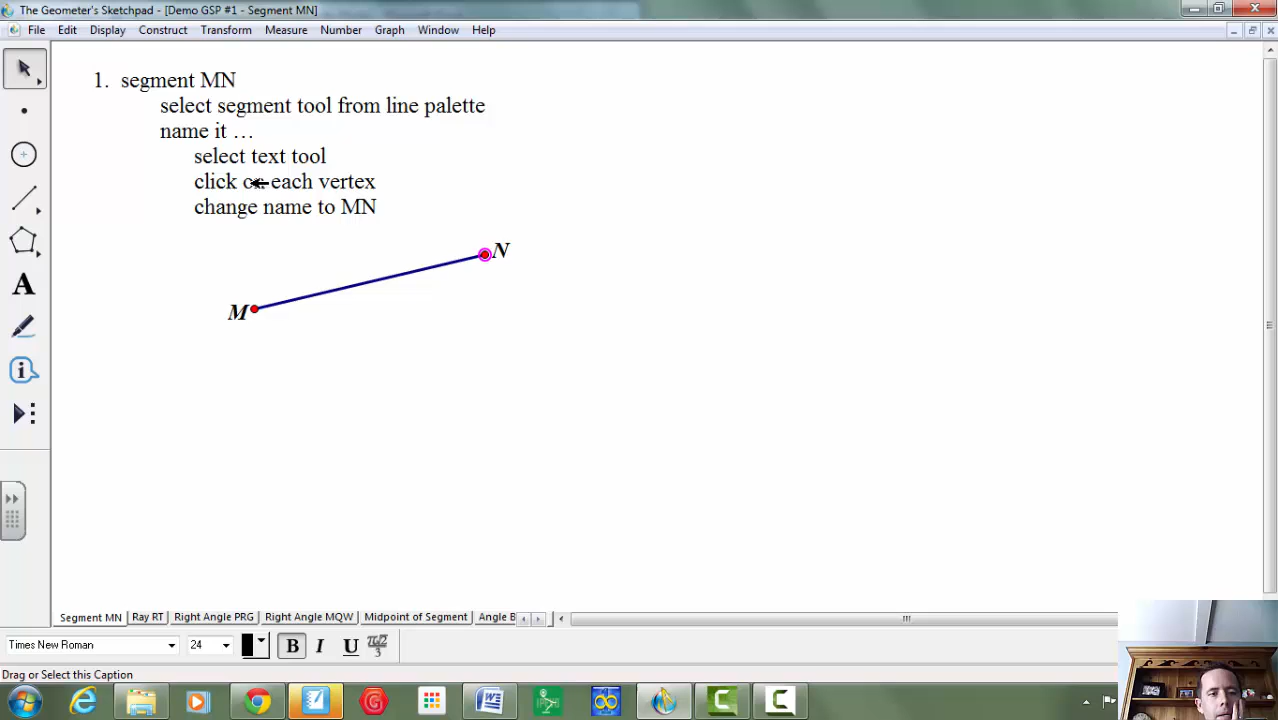 The Geometer's Sketchpad - [Demo GSP #1 - Segment MN]
File Edit Display Construct Transform Measure Number Graph Window Help
1. segment MN
select segment tool from line palette
name it …
select text tool
click on each vertex
change name to MN
N
M
A
Segment MN Ray RT Right Angle PRG Right Angle MQW Midpoint of Segment Angle B
Times New Roman 24 B I U
Drag or Select this Caption